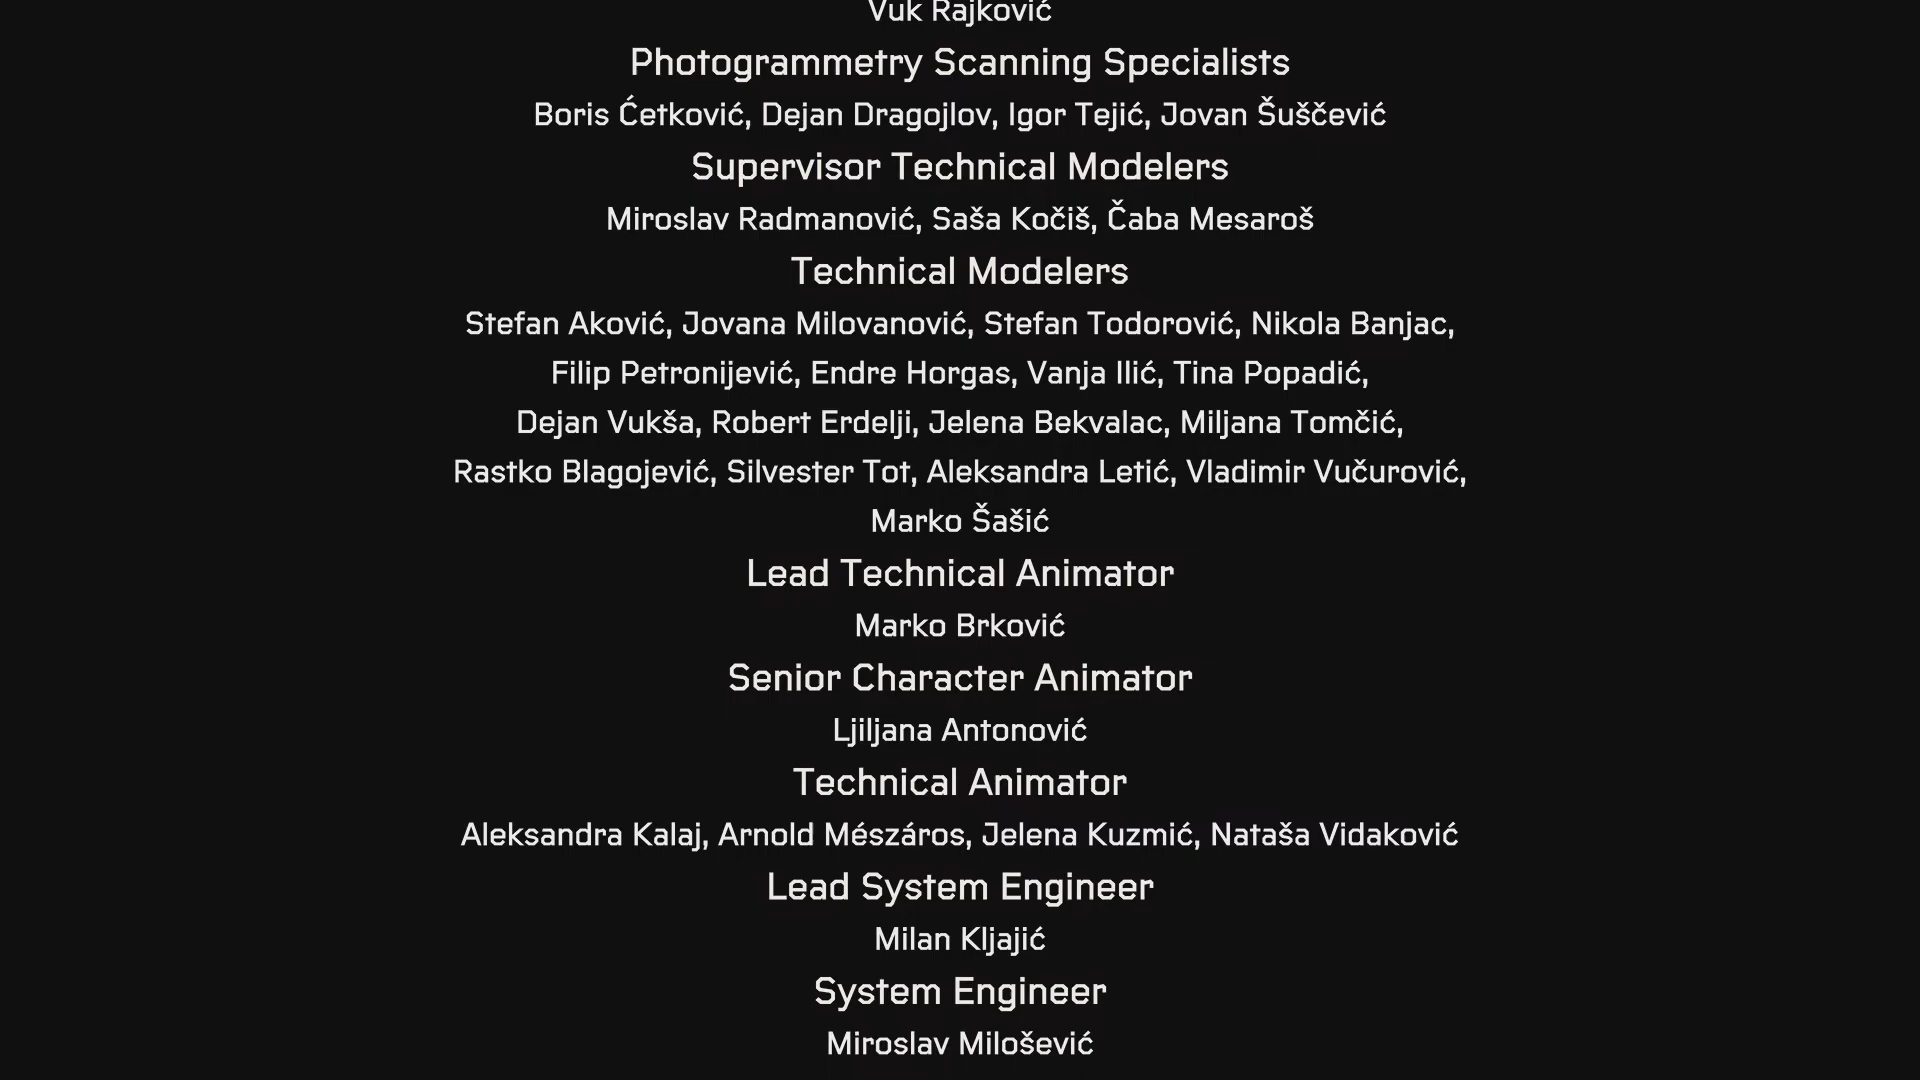 Vuk Rajković
Photogrammetry Scanning Specialists
Boris Ćetković, Dejan Dragojlov, Igor Tejić, Jovan Šuščević
Supervisor Technical Modelers
Miroslav Radmanović, Saša Kočiš, Čaba Mesaroš
Technical Modelers
Stefan Aković, Jovana Milovanović, Stefan Todorović, Nikola Banjac,
Filip Petronijević, Endre Horgas, Vanja Ilić, Tina Popadić,
Dejan Vukša, Robert Erdelji, Jelena Bekvalac, Miljana Tomčić,
Rastko Blagojević, Silvester Tot, Aleksandra Letić, Vladimir Vučurović,
Marko Šašić
Lead Technical Animator
Marko Brković
Senior Character Animator
Ljiljana Antonović
Technical Animator
Aleksandra Kalaj, Arnold Mészáros, Jelena Kuzmić, Nataša Vidaković
Lead System Engineer
Milan Kljajić
System Engineer
Miroslav Milošević